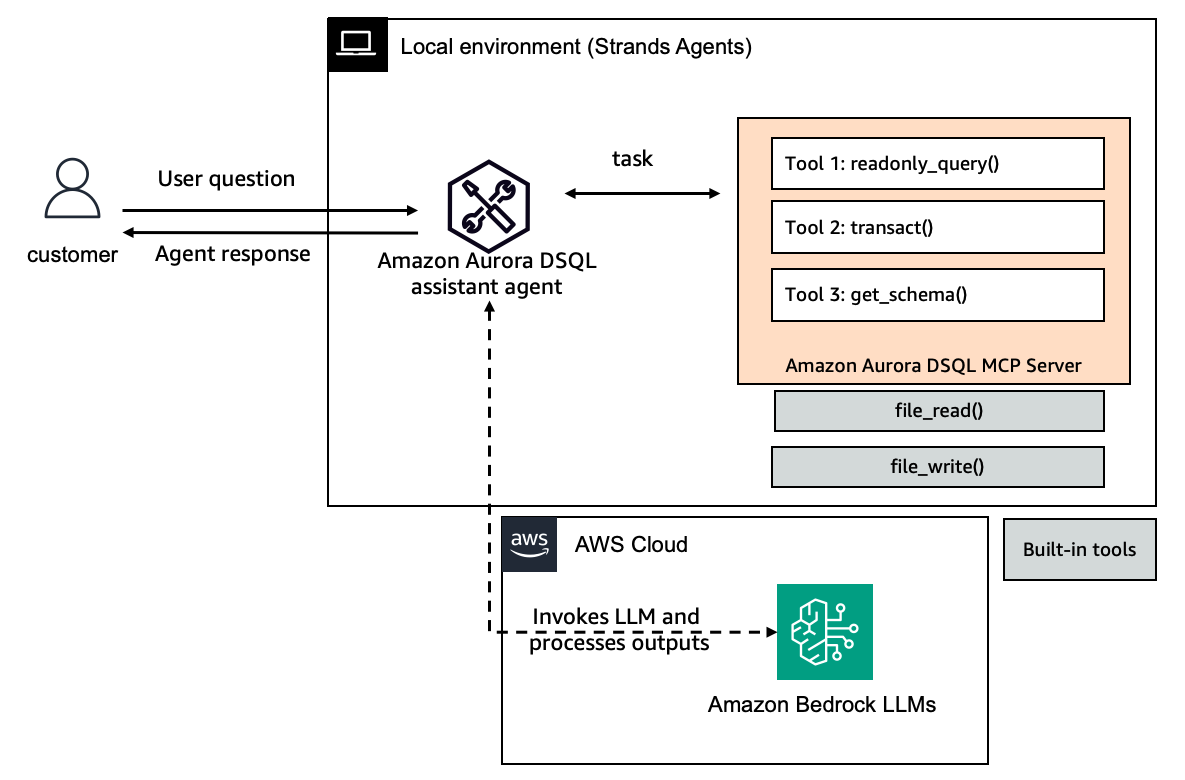 Local environment (Strands Agents)
User question
Agent response
customer
Amazon Aurora DSQL
assistant agent
task
Tool 1: readonly_query()
Tool 2: transact()
Tool 3: get_schema()
Amazon Aurora DSQL MCP Server
file_read()
file_write()
aws
AWS Cloud
Built-in tools
Invokes LLM and
processes outputs
Amazon Bedrock LLMs